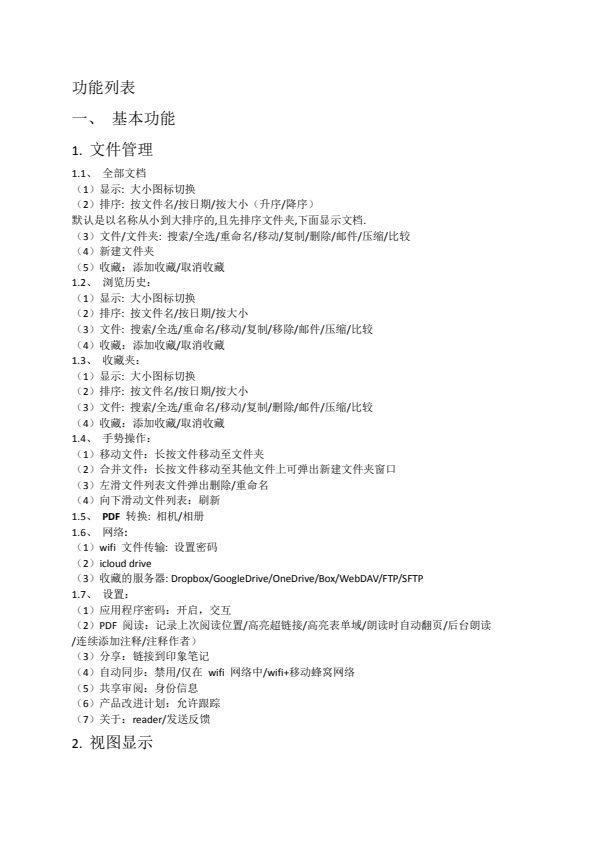 功能列表
一、 基本功能
1. 文件管理
1.1、 全部文档
（1）显示: 大小图标切换
（2）排序: 按文件名/按日期/按大小（升序/降序）
默认是以名称从小到大排序的,且先排序文件夹,下面显示文档.
（3）文件/文件夹: 搜索/全选/重命名/移动/复制/删除/邮件/压缩/比较
（4）新建文件夹
（5）收藏：添加收藏/取消收藏
1.2、 浏览历史：
（1）显示: 大小图标切换
（2）排序: 按文件名/按日期/按大小
（3）文件: 搜索/全选/重命名/移动/复制/移除/邮件/压缩/比较
（4）收藏：添加收藏/取消收藏
1.3、 收藏夹：
（1）显示: 大小图标切换
（2）排序: 按文件名/按日期/按大小
（3）文件: 搜索/全选/重命名/移动/复制/删除/邮件/压缩/比较
（4）收藏：添加收藏/取消收藏
1.4、 手势操作：
（1）移动文件：长按文件移动至文件夹
（2）合并文件：长按文件移动至其他文件上可弹出新建文件夹窗口
（3）左滑文件列表文件弹出删除/重命名
（4）向下滑动文件列表：刷新
1.5、 PDF 转换: 相机/相册
1.6、 网络:
（1）wifi 文件传输: 设置密码
（2）icloud drive
（3）收藏的服务器: Dropbox/GoogleDrive/OneDrive/Box/WebDAV/FTP/SFTP
1.7、 设置：
（1）应用程序密码：开启，交互
（2）PDF 阅读：记录上次阅读位置/高亮超链接/高亮表单域/朗读时自动翻页/后台朗读
/连续添加注释/注释作者）
（3）分享：链接到印象笔记
（4）自动同步：禁用/仅在 wifi 网络中/wifi+移动蜂窝网络
（5）共享审阅：身份信息
（6）产品改进计划：允许跟踪
（7）关于：reader/发送反馈
2. 视图显示